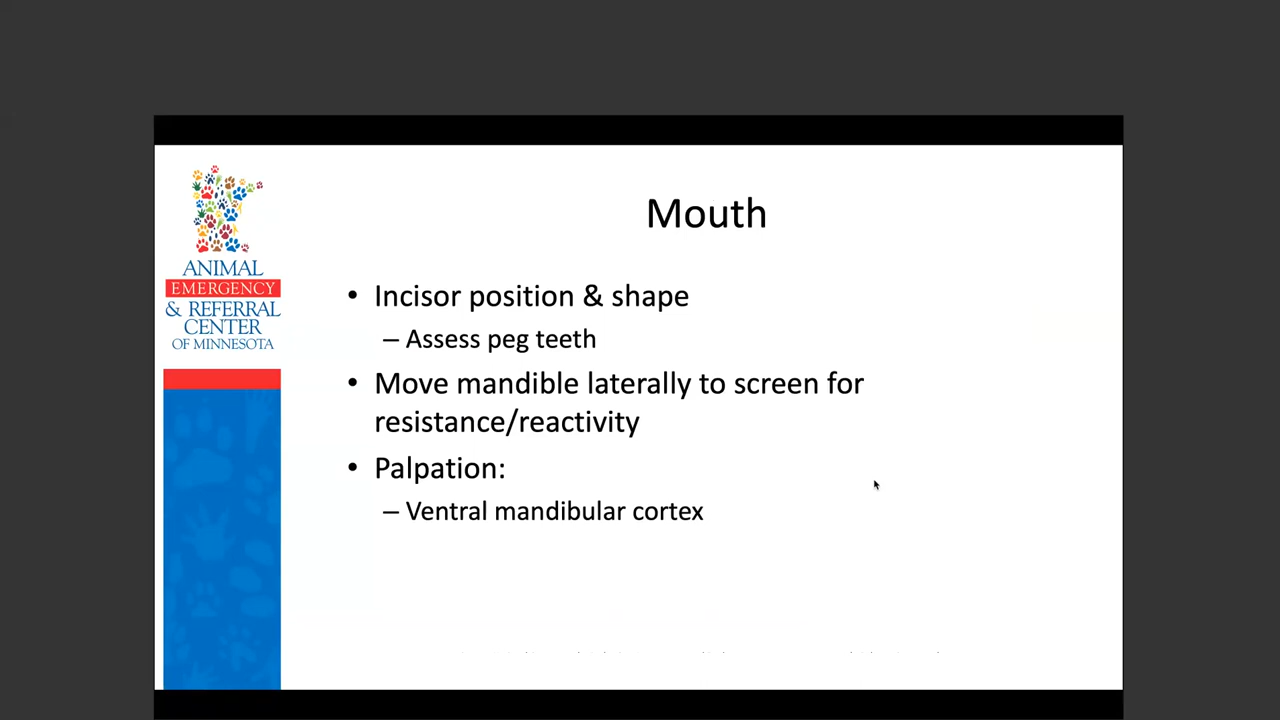 Mouth
ANIMAL
EMERGENCY
& REFERRAL
CENTER
OF MINNESOTA
• Incisor position & shape
– Assess peg teeth
• Move mandible laterally to screen for
resistance/reactivity
• Palpation:
– Ventral mandibular cortex